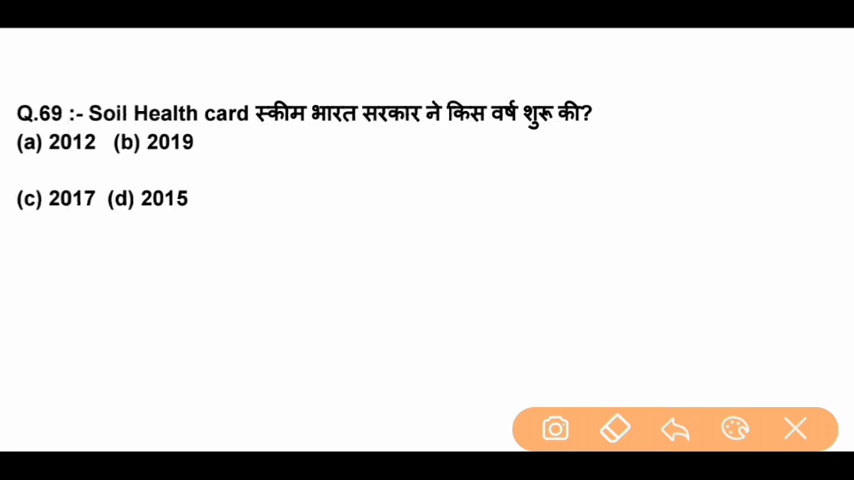 Q.69 :- Soil Health card स्कीम भारत सरकार ने किस वर्ष शुरू की?
(a) 2012 (b) 2019
(c) 2017 (d) 2015